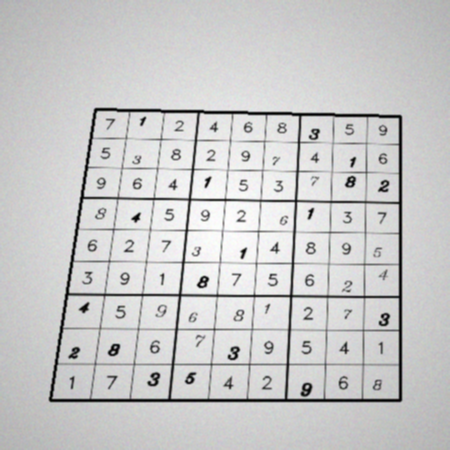 7 1 2 4 6 8 3 5 9
5 3 8 2 9 7 4 1 6
9 6 4 1 5 3 7 8 2
8 4 5 9 2 6 1 3 7
6 2 7 3 1 4 8 9 5
3 9 1 8 7 5 6 2 4
4 5 9 6 8 1 2 7 3
2 8 6 7 3 9 5 4 1
1 7 3 5 4 2 9 6 8